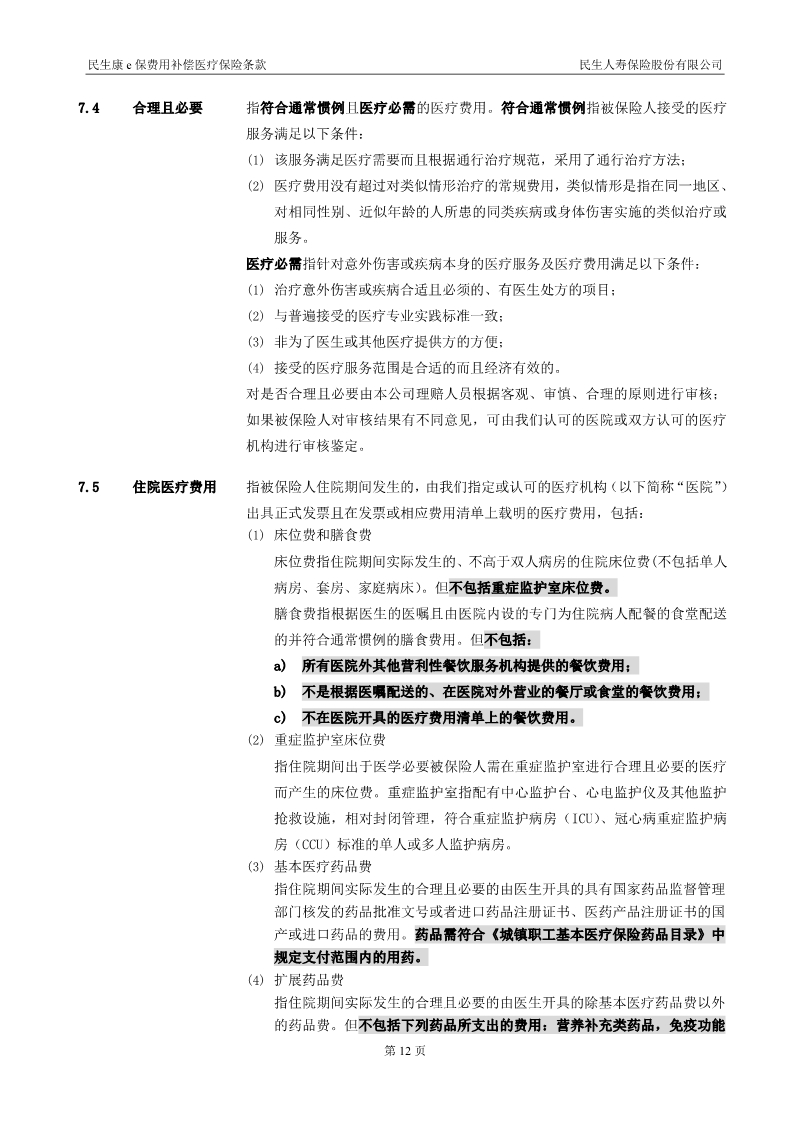 民生康 e 保费用补偿医疗保险条款 民生人寿保险股份有限公司
7.4 合理且必要 指符合通常惯例且医疗必需的医疗费用。符合通常惯例指被保险人接受的医疗
服务满足以下条件：
(1) 该服务满足医疗需要而且根据通行治疗规范，采用了通行治疗方法；
(2) 医疗费用没有超过对类似情形治疗的常规费用，类似情形是指在同一地区、
对相同性别、近似年龄的人所患的同类疾病或身体伤害实施的类似治疗或
服务。
医疗必需指针对意外伤害或疾病本身的医疗服务及医疗费用满足以下条件：
(1) 治疗意外伤害或疾病合适且必须的、有医生处方的项目；
(2) 与普遍接受的医疗专业实践标准一致；
(3) 非为了医生或其他医疗提供方的方便；
(4) 接受的医疗服务范围是合适的而且经济有效的。
对是否合理且必要由本公司理赔人员根据客观、审慎、合理的原则进行审核；
如果被保险人对审核结果有不同意见，可由我们认可的医院或双方认可的医疗
机构进行审核鉴定。
7.5 住院医疗费用 指被保险人住院期间发生的，由我们指定或认可的医疗机构（以下简称“医院”）
出具正式发票且在发票或相应费用清单上载明的医疗费用，包括：
(1) 床位费和膳食费
床位费指住院期间实际发生的、不高于双人病房的住院床位费(不包括单人
病房、套房、家庭病床)。但不包括重症监护室床位费。
膳食费指根据医生的医嘱且由医院内设的专门为住院病人配餐的食堂配送
的并符合通常惯例的膳食费用。但不包括：
a) 所有医院外其他营利性餐饮服务机构提供的餐饮费用；
b) 不是根据医嘱配送的、在医院对外营业的餐厅或食堂的餐饮费用；
c) 不在医院开具的医疗费用清单上的餐饮费用。
(2) 重症监护室床位费
指住院期间出于医学必要被保险人需在重症监护室进行合理且必要的医疗
而产生的床位费。重症监护室指配有中心监护台、心电监护仪及其他监护
抢救设施，相对封闭管理，符合重症监护病房（ICU）、冠心病重症监护病
房（CCU）标准的单人或多人监护病房。
(3) 基本医疗药品费
指住院期间实际发生的合理且必要的由医生开具的具有国家药品监督管理
部门核发的药品批准文号或者进口药品注册证书、医药产品注册证书的国
产或进口药品的费用。药品需符合《城镇职工基本医疗保险药品目录》中
规定支付范围内的用药。
(4) 扩展药品费
指住院期间实际发生的合理且必要的由医生开具的除基本医疗药品费以外
的药品费。但不包括下列药品所支出的费用：营养补充类药品，免疫功能
第 12 页